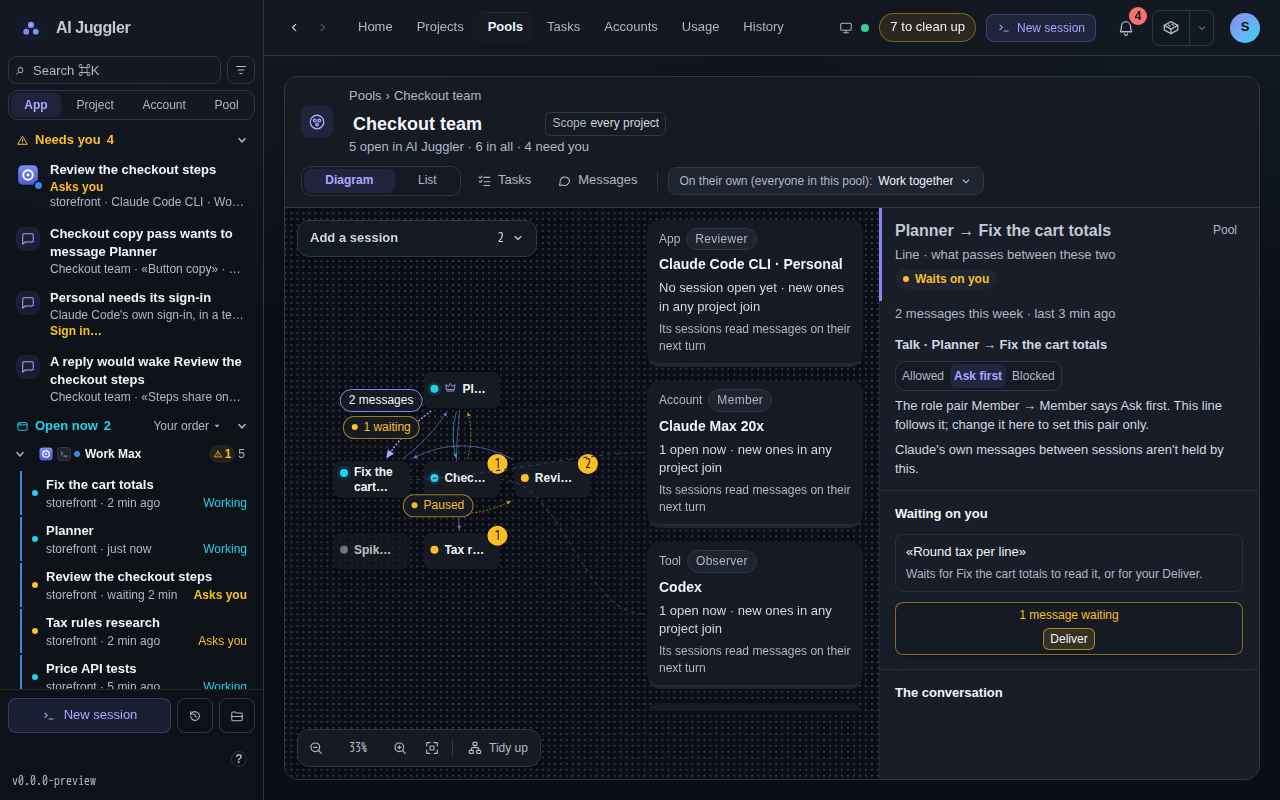 AI Juggler
Search ⌘K
App Project Account Pool
Needs you 4
Review the checkout steps
Asks you
storefront · Claude Code CLI · Wo…
Checkout copy pass wants to
message Planner
Checkout team · «Button copy» · …
Personal needs its sign-in
Claude Code's own sign-in, in a te…
Sign in…
A reply would wake Review the
checkout steps
Checkout team · «Steps share on…
Open now 2 Your order
Work Max 1 5
Fix the cart totals
storefront · 2 min ago Working
Planner
storefront · just now Working
Review the checkout steps
storefront · waiting 2 min Asks you
Tax rules research
storefront · 2 min ago Asks you
Price API tests
storefront · 5 min ago Working
New session
?
v0.0.0-preview
Home Projects Pools Tasks Accounts Usage History
7 to clean up
New session
4
S
Pools › Checkout team
Checkout team
Scope every project
5 open in AI Juggler · 6 in all · 4 need you
Diagram List Tasks Messages
On their own (everyone in this pool): Work together
Add a session 2
2 messages
1 waiting
Pl…
Fix the
cart…
Chec…
1
Revi…
2
Paused
Spik…
Tax r…
1
App Reviewer
Claude Code CLI · Personal
No session open yet · new ones
in any project join
Its sessions read messages on their
next turn
Account Member
Claude Max 20x
1 open now · new ones in any
project join
Its sessions read messages on their
next turn
Tool Observer
Codex
1 open now · new ones in any
project join
Its sessions read messages on their
next turn
33%
Tidy up
Planner → Fix the cart totals Pool
Line · what passes between these two
Waits on you
2 messages this week · last 3 min ago
Talk · Planner → Fix the cart totals
Allowed Ask first Blocked
The role pair Member → Member says Ask first. This line
follows it; change it here to set this pair only.
Claude's own messages between sessions aren't held by
this.
Waiting on you
«Round tax per line»
Waits for Fix the cart totals to read it, or for your Deliver.
1 message waiting
Deliver
The conversation